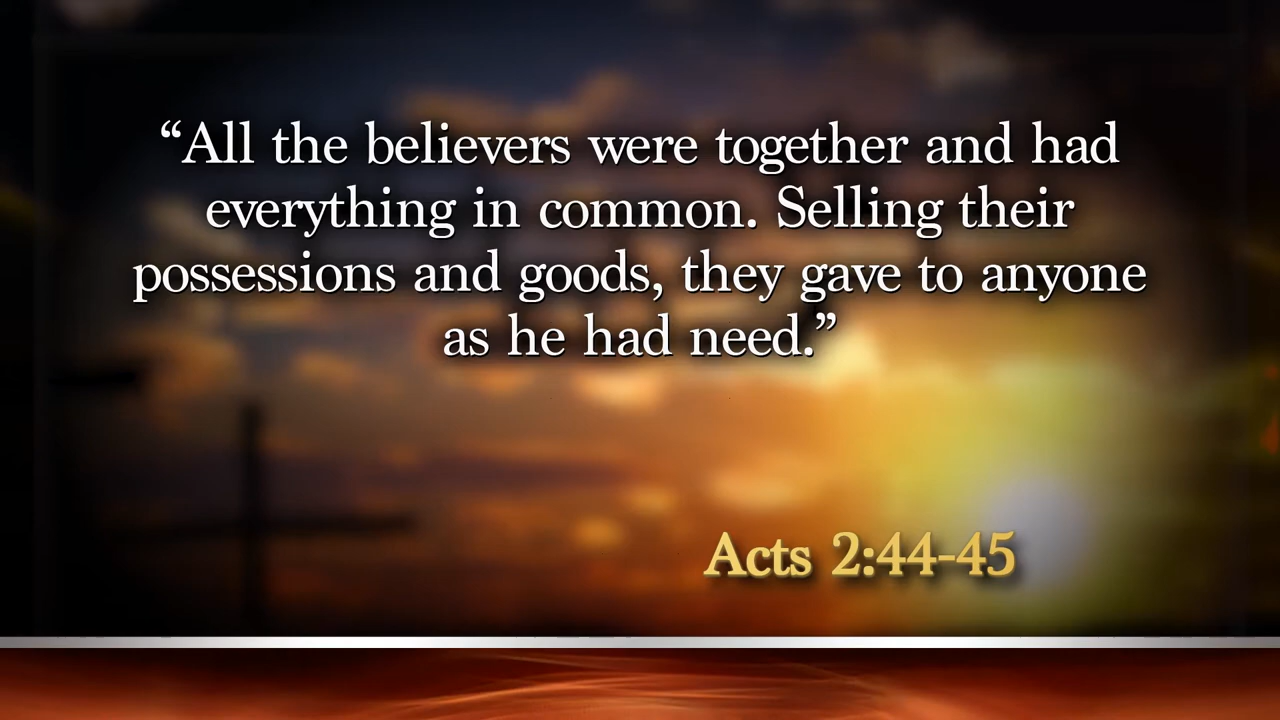 “All the believers were together and had
everything in common. Selling their
possessions and goods, they gave to anyone
as he had need.”
Acts 2:44-45